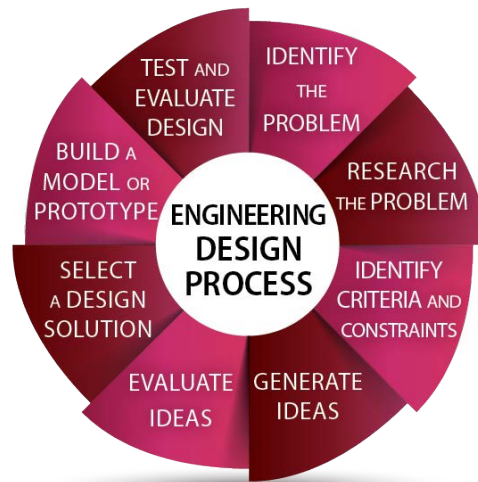 ENGINEERING
DESIGN
PROCESS
IDENTIFY
THE
PROBLEM
RESEARCH
THE PROBLEM
IDENTIFY
CRITERIA AND
CONSTRAINTS
GENERATE
IDEAS
EVALUATE
IDEAS
SELECT
A DESIGN
SOLUTION
BUILD A
MODEL OR
PROTOTYPE
TEST AND
EVALUATE
DESIGN